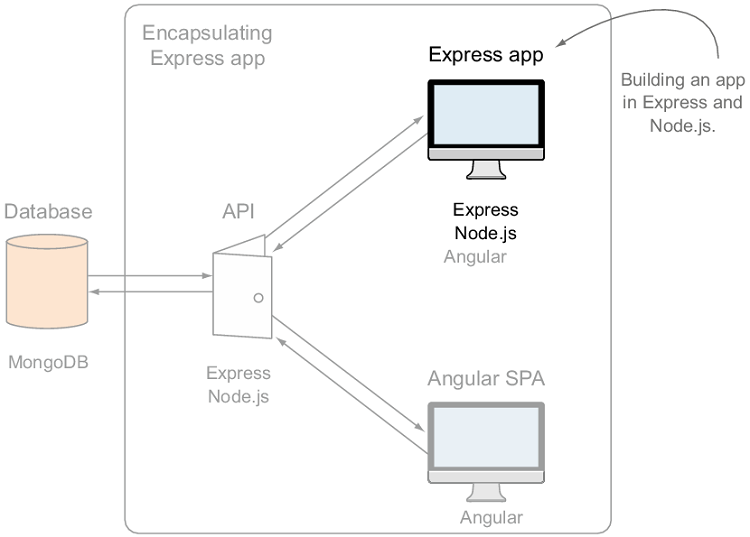 Encapsulating
Express app
Express app
Building an app
in Express and
Node.js.
Express
Node.js
Angular
Database
API
MongoDB
Express
Node.js
Angular SPA
Angular